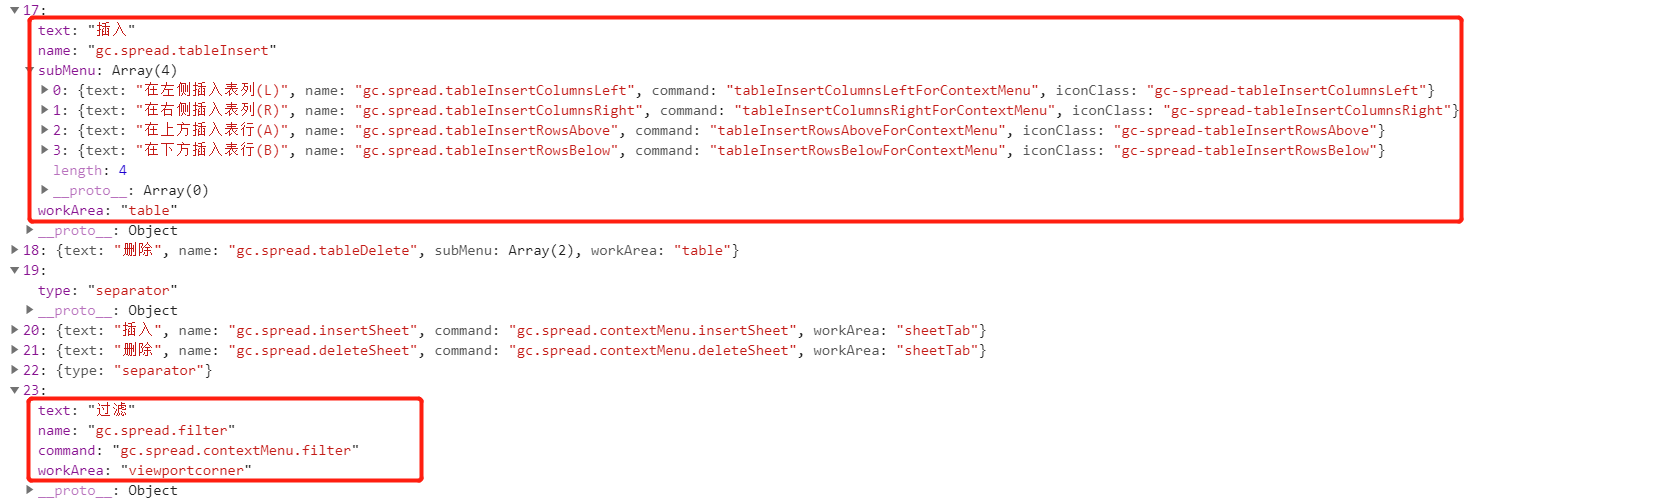 17:
text: "插入"
name: "gc.spread.tableInsert"
subMenu: Array(4)
0: {text: "在左侧插入表列(L)", name: "gc.spread.tableInsertColumnsLeft", command: "tableInsertColumnsLeftForContextMenu", iconClass: "gc-spread-tableInsertColumnsLeft"}
1: {text: "在右侧插入表列(R)", name: "gc.spread.tableInsertColumnsRight", command: "tableInsertColumnsRightForContextMenu", iconClass: "gc-spread-tableInsertColumnsRight"}
2: {text: "在上方插入表行(A)", name: "gc.spread.tableInsertRowsAbove", command: "tableInsertRowsAboveForContextMenu", iconClass: "gc-spread-tableInsertRowsAbove"}
3: {text: "在下方插入表行(B)", name: "gc.spread.tableInsertRowsBelow", command: "tableInsertRowsBelowForContextMenu", iconClass: "gc-spread-tableInsertRowsBelow"}
length: 4
__proto__: Array(0)
workArea: "table"
__proto__: Object
18: {text: "删除", name: "gc.spread.tableDelete", subMenu: Array(2), workArea: "table"}
19:
type: "separator"
__proto__: Object
20: {text: "插入", name: "gc.spread.insertSheet", command: "gc.spread.contextMenu.insertSheet", workArea: "sheetTab"}
21: {text: "删除", name: "gc.spread.deleteSheet", command: "gc.spread.contextMenu.deleteSheet", workArea: "sheetTab"}
22: {type: "separator"}
23:
text: "过滤"
name: "gc.spread.filter"
command: "gc.spread.contextMenu.filter"
workArea: "viewportcorner"
__proto__: Object